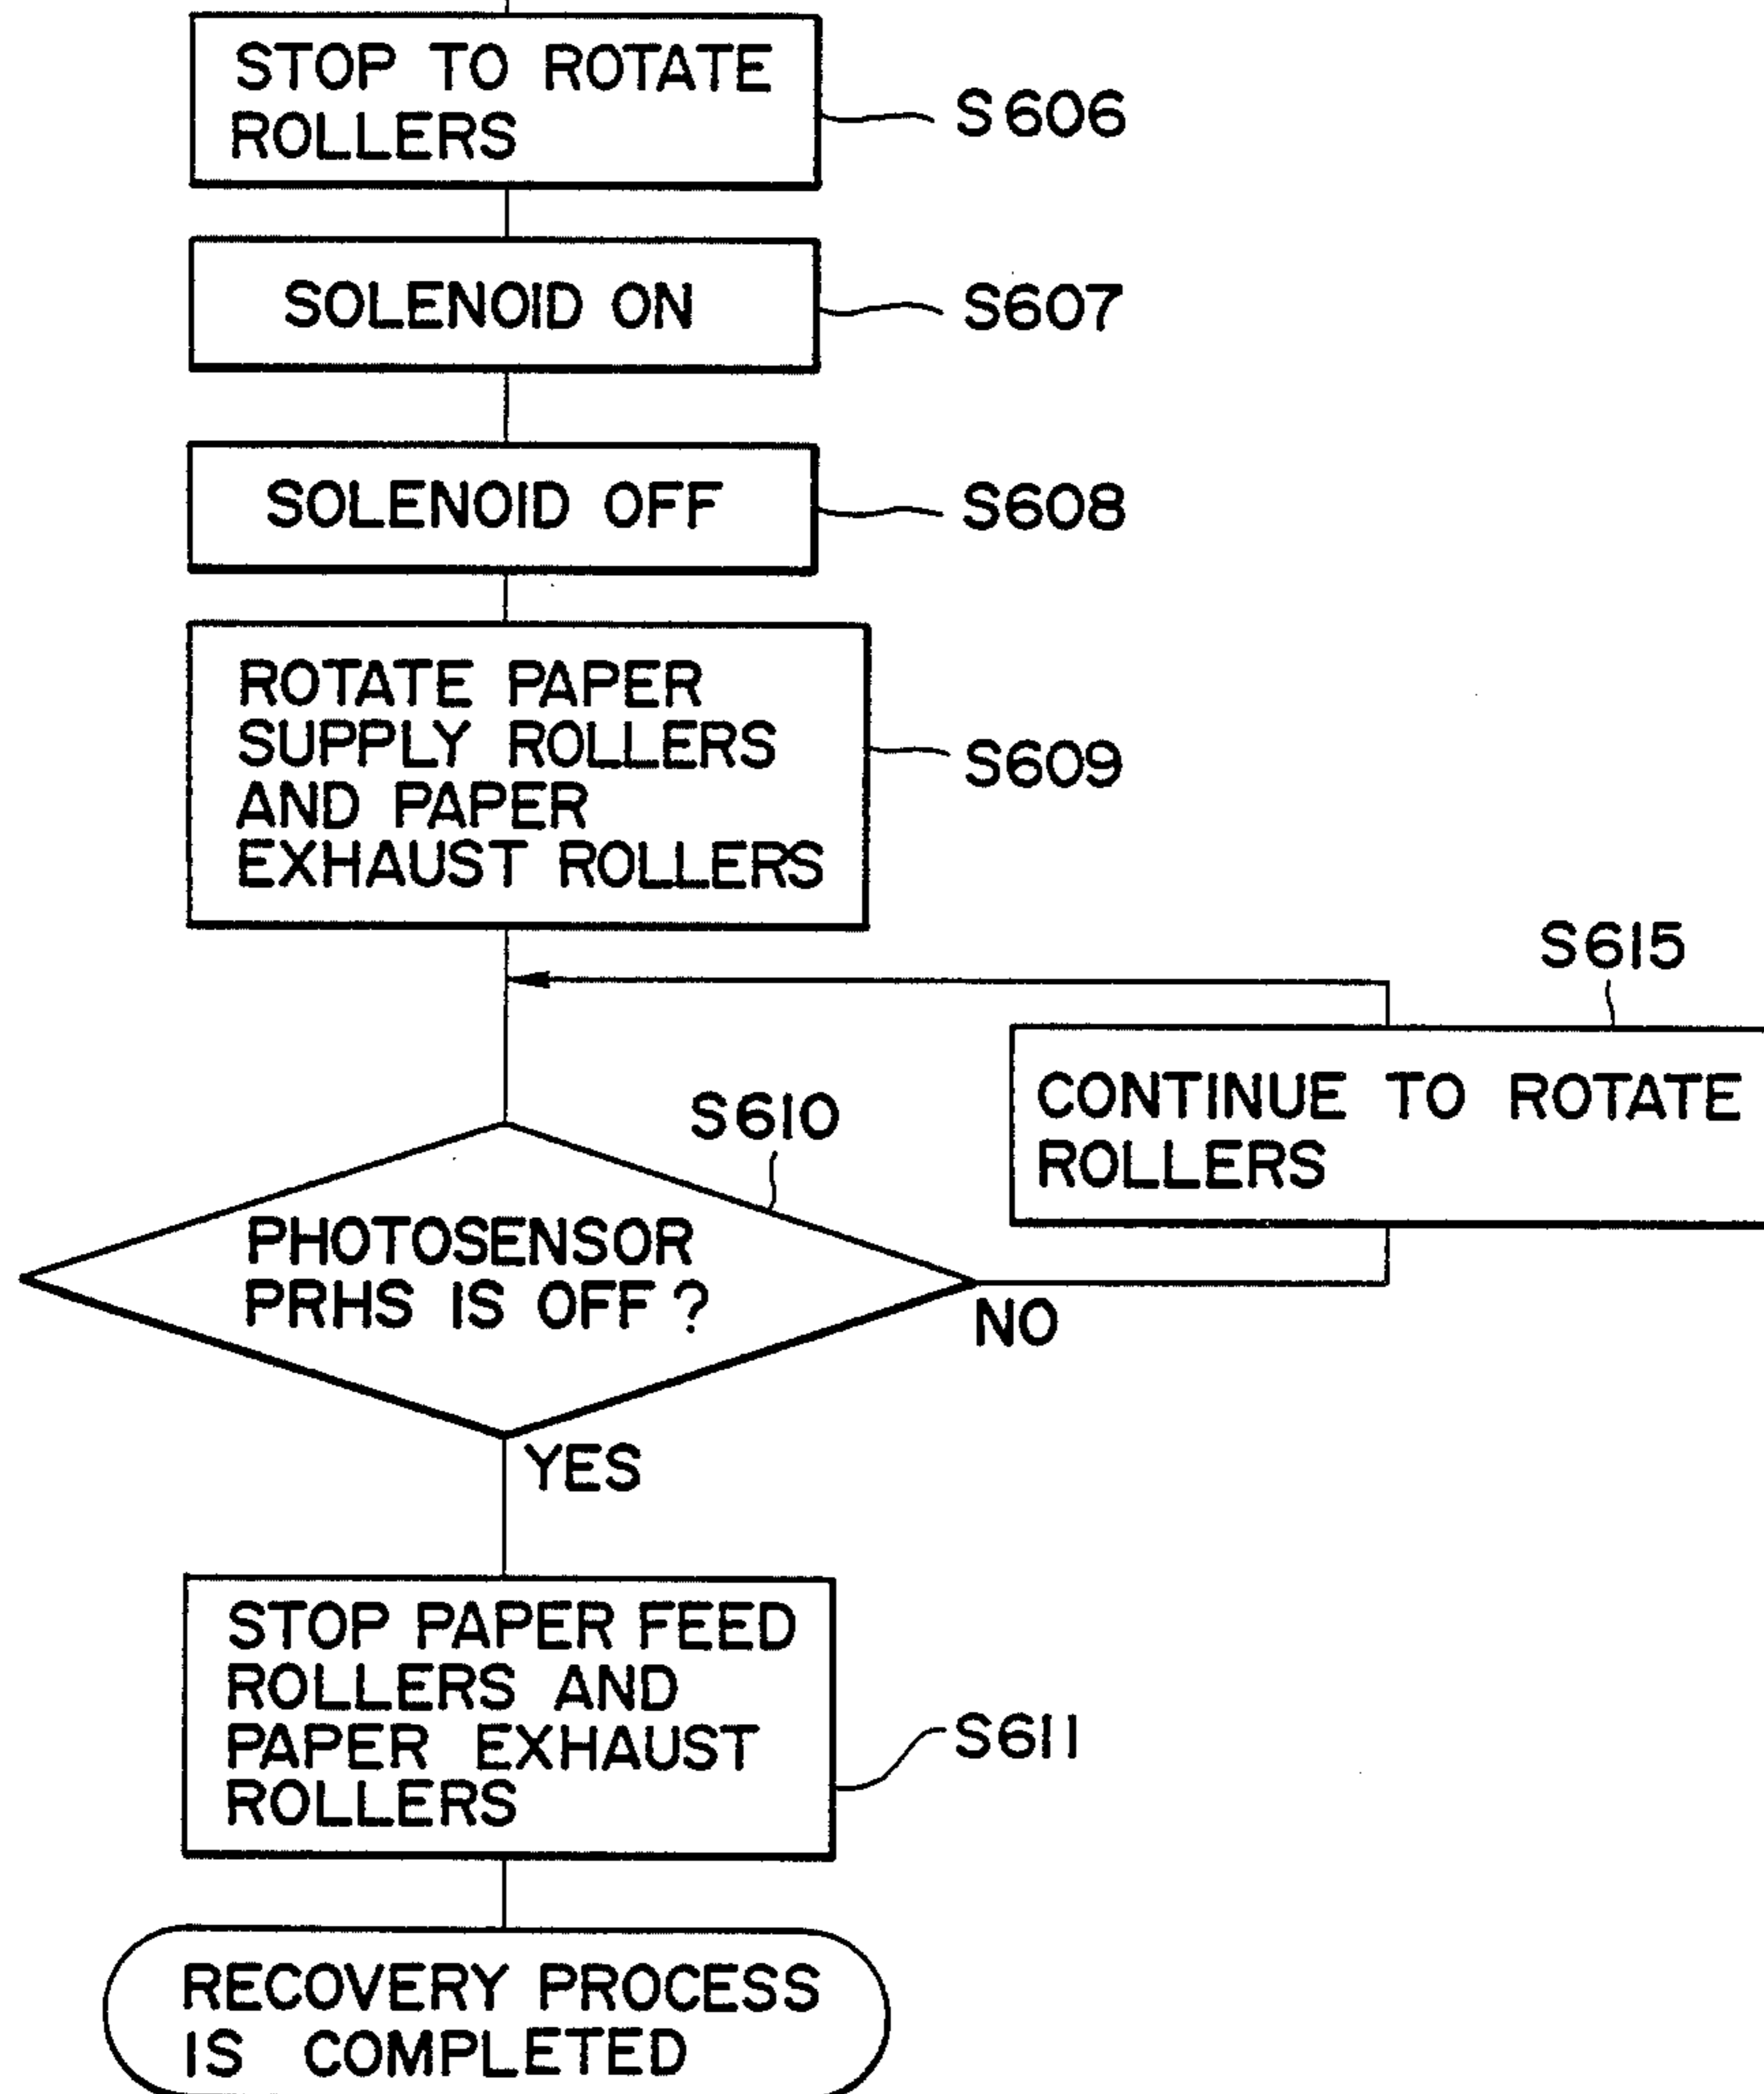 STOP TO ROTATE
ROLLERS
S606
SOLENOID ON
S607
SOLENOID OFF
S608
ROTATE PAPER
SUPPLY ROLLERS
AND PAPER
EXHAUST ROLLERS
S609
S615
CONTINUE TO ROTATE
ROLLERS
S610
PHOTOSENSOR
PRHS IS OFF?
NO
YES
STOP PAPER FEED
ROLLERS AND
PAPER EXHAUST
ROLLERS
S611
RECOVERY PROCESS
IS COMPLETED